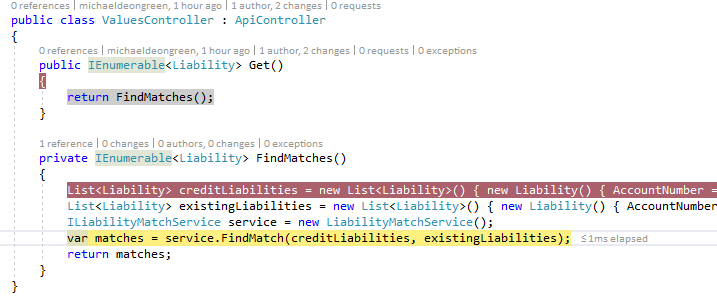 0 references | michaeldeongreen, 1 hour ago | 1 author, 2 changes | 0 requests
public class ValuesController : ApiController
{
0 references | michaeldeongreen, 1 hour ago | 1 author, 2 changes | 0 requests | 0 exceptions
public IEnumerable<Liability> Get()
{
return FindMatches();
}
1 reference | 0 changes | 0 authors, 0 changes | 0 exceptions
private IEnumerable<Liability> FindMatches()
{
List<Liability> creditLiabilities = new List<Liability>() { new Liability() { AccountNumber =
List<Liability> existingLiabilities = new List<Liability>() { new Liability() { AccountNumber
ILiabilityMatchService service = new LiabilityMatchService();
var matches = service.FindMatch(creditLiabilities, existingLiabilities); ≤1ms elapsed
return matches;
}
}